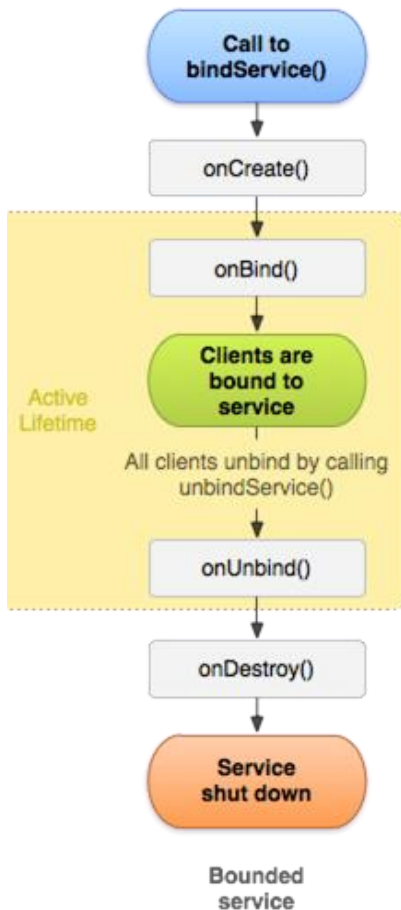 Call to
bindService()
onCreate()
onBind()
Clients are
bound to
service
Active
Lifetime
All clients unbind by calling
unbindService()
onUnbind()
onDestroy()
Service
shut down
Bounded
service